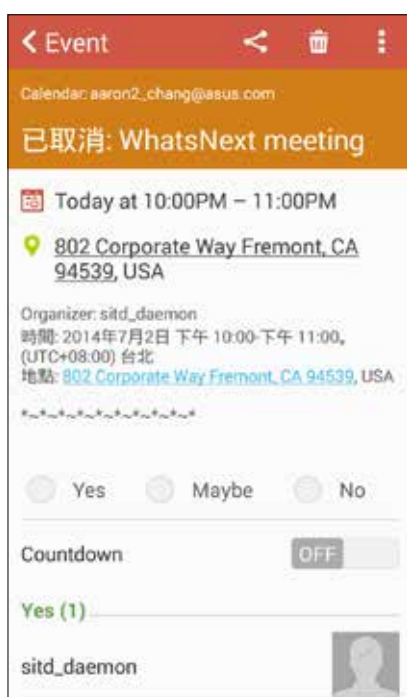 Event
Calendar: aaron2_chang@asus.com
已取消: WhatsNext meeting
Today at 10:00PM – 11:00PM
802 Corporate Way Fremont, CA
94539, USA
Organizer: sitd_daemon
時間: 2014年7月2日 下午 10:00-下午 11:00。
(UTC+08:00) 台北
地點: 802 Corporate Way Fremont, CA 94539, USA
*~*~*~*~*~*~*~*~*~*
Yes Maybe No
Countdown OFF
Yes (1)
sitd_daemon